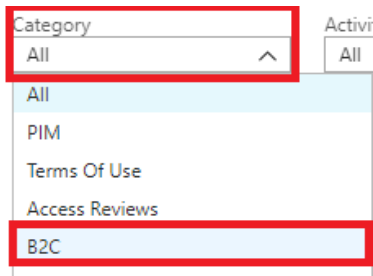 Category Activi
All All
All
PIM
Terms Of Use
Access Reviews
B2C